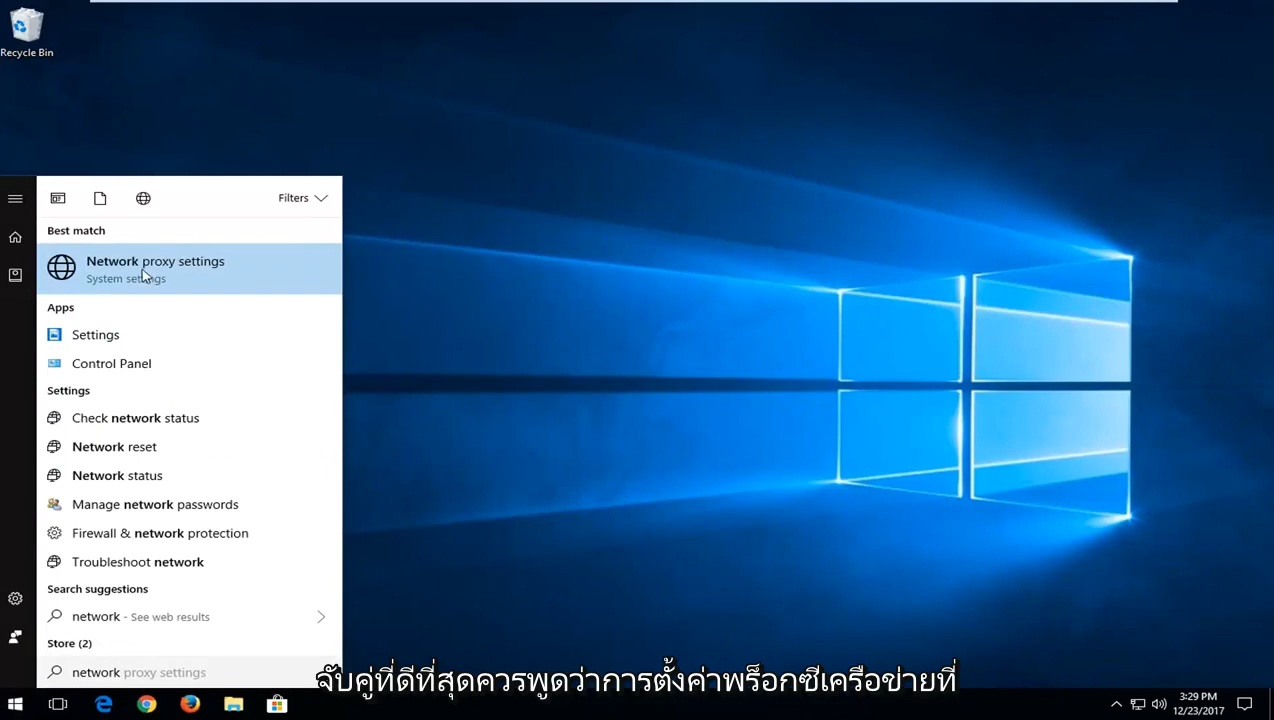 Recycle Bin
Filters
Best match
Network proxy settings
System settings
Apps
Settings
Control Panel
Settings
Check network status
Network reset
Network status
Manage network passwords
Firewall & network protection
Troubleshoot network
Search suggestions
network - See web results
Store (2)
network proxy settings
จับคู่ที่ดีที่สุดควรพูดว่าการตั้งค่าพร็อกซีเครือข่ายที่
3:29 PM
12/23/2017